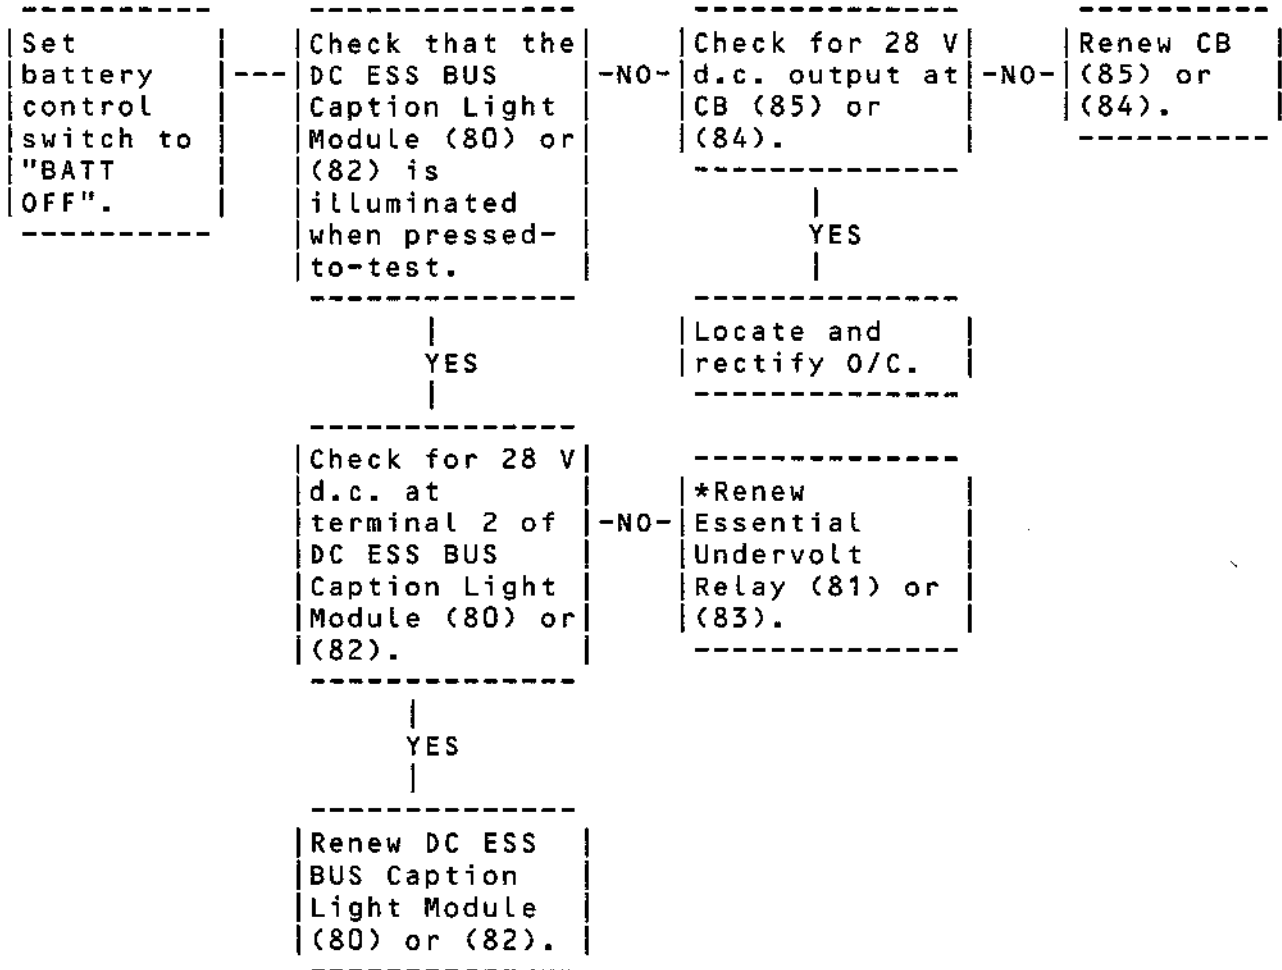 Set
battery
control
switch to
"BATT
OFF".
Check that the
DC ESS BUS
Caption Light
Module (80) or
(82) is
illuminated
when pressed-
to-test.
-NO-
Check for 28 V
d.c. output at
CB (85) or
(84).
-NO-
Renew CB
(85) or
(84).
YES
Locate and
rectify O/C.
YES
Check for 28 V
d.c. at
terminal 2 of
DC ESS BUS
Caption Light
Module (80) or
(82).
-NO-
*Renew
Essential
Undervolt
Relay (81) or
(83).
YES
Renew DC ESS
BUS Caption
Light Module
(80) or (82).